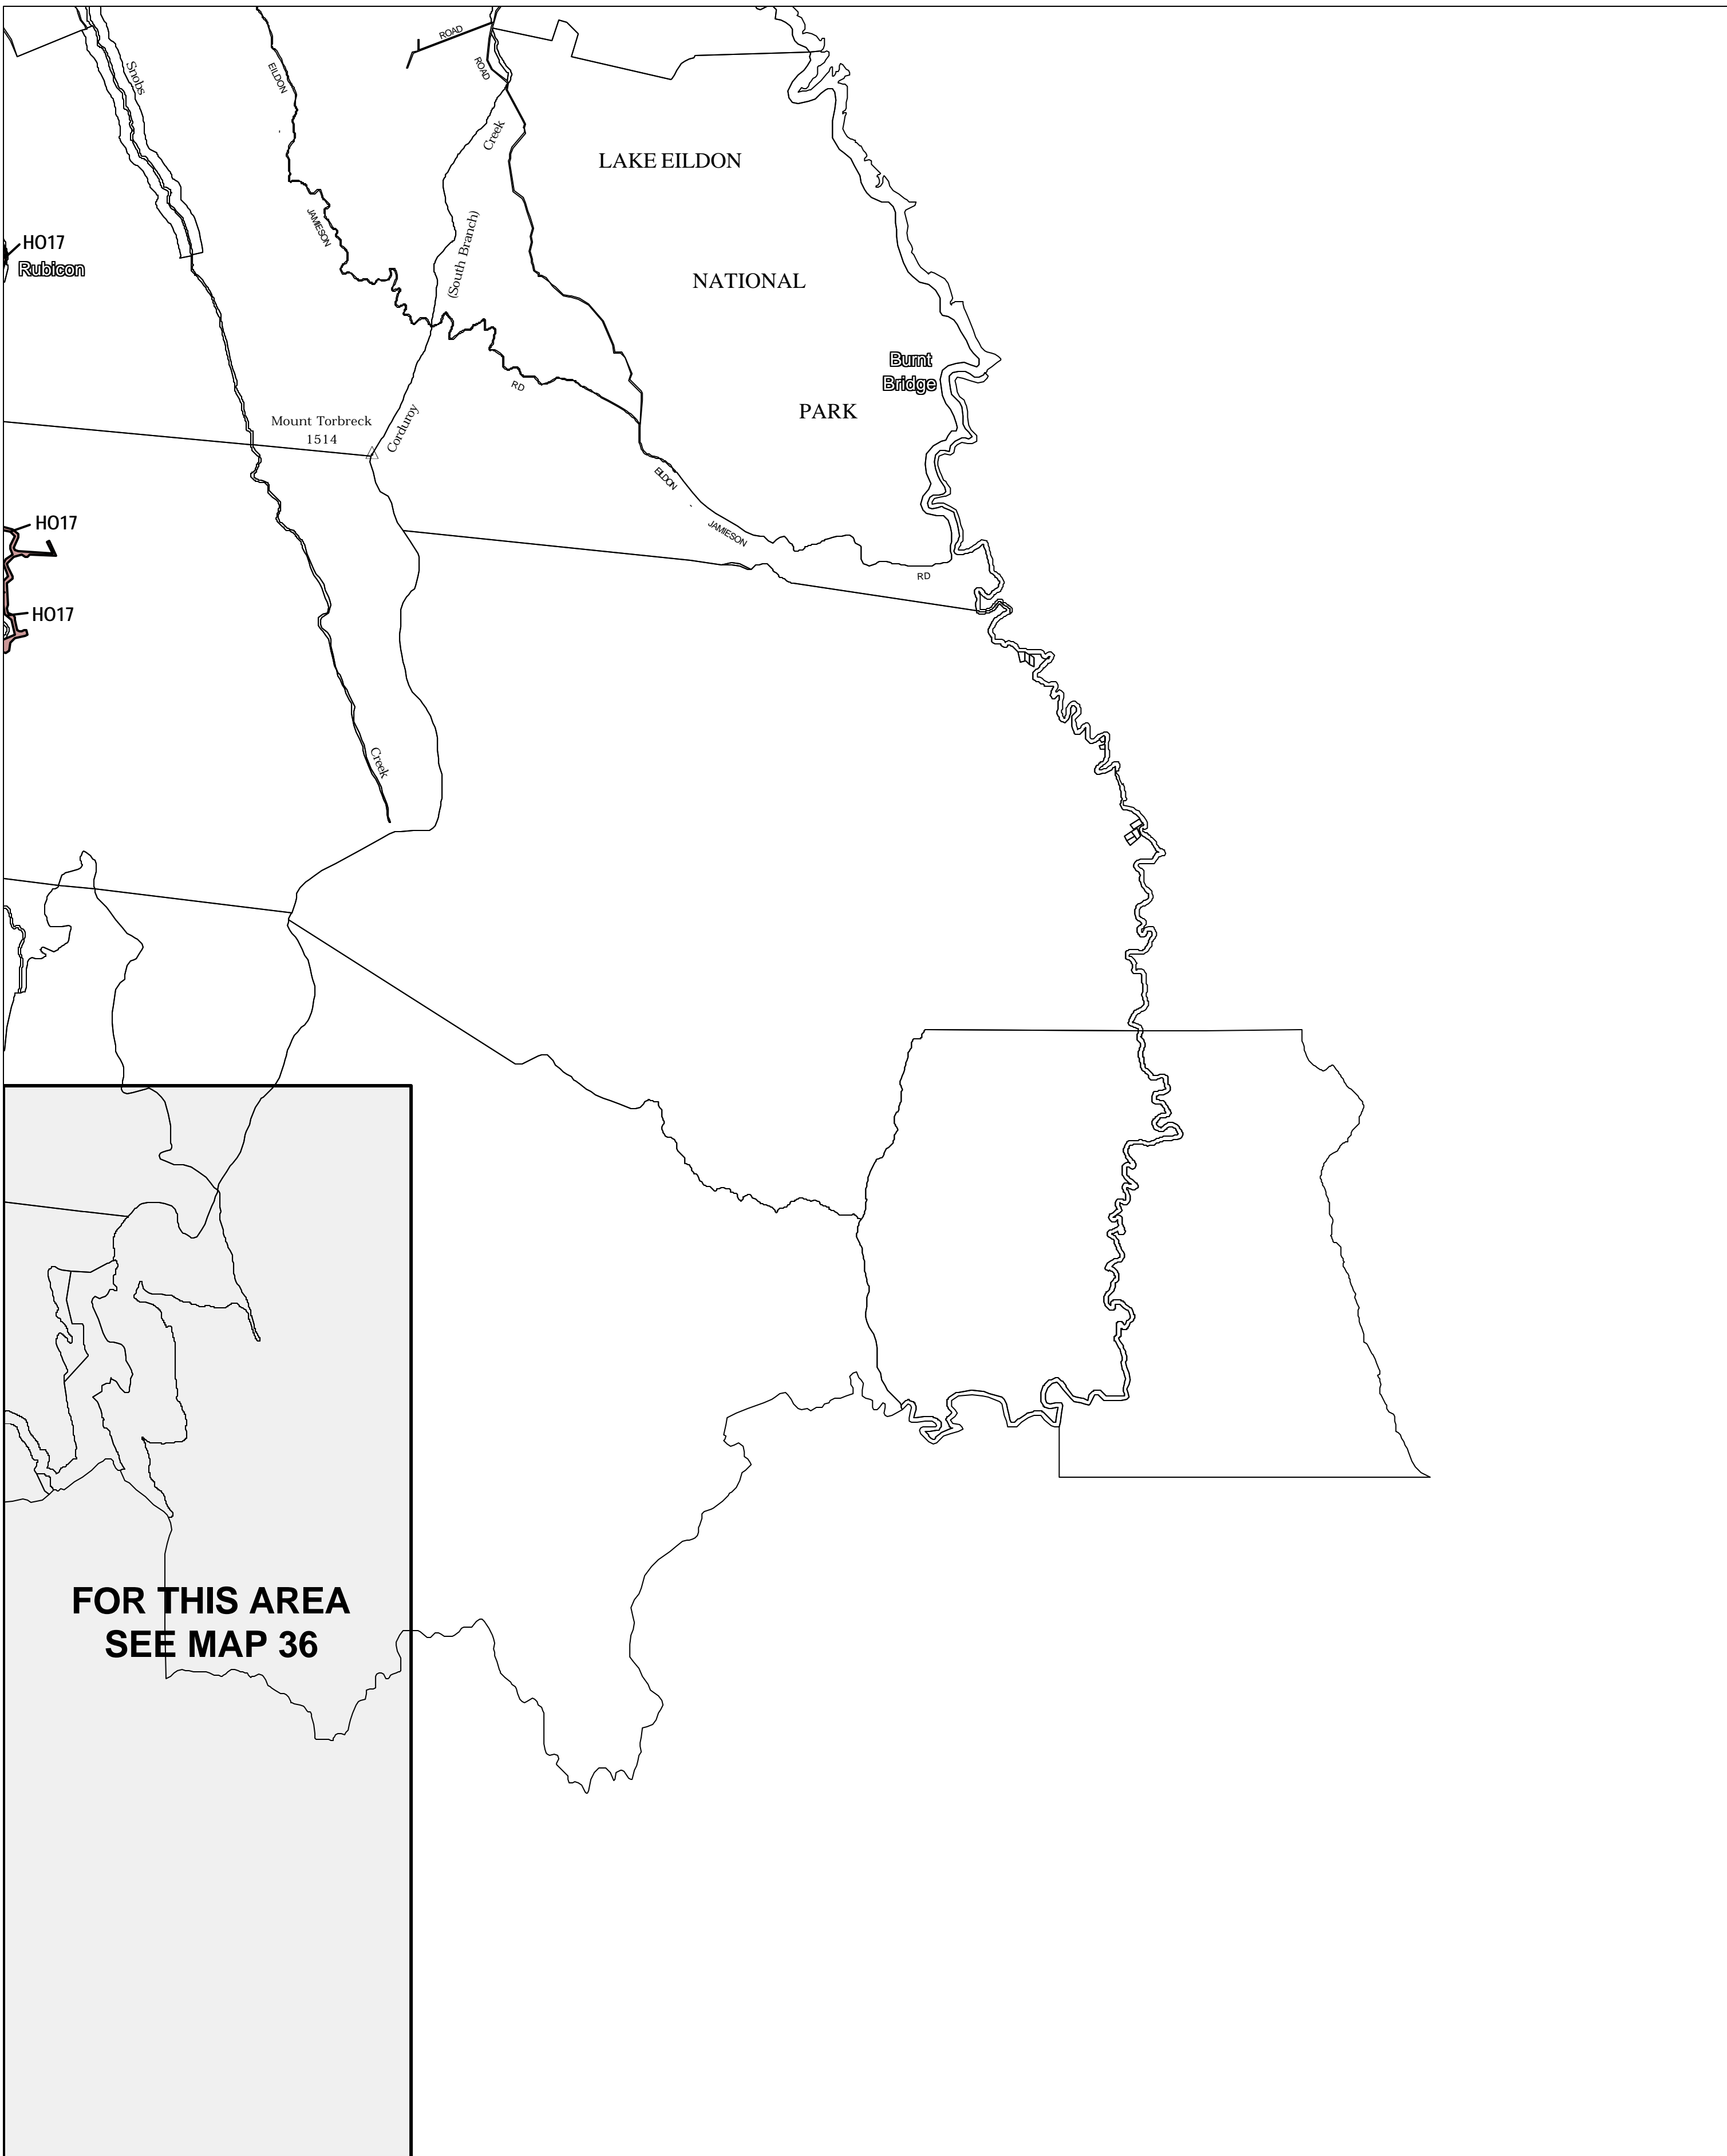 ROAD
ROAD
Snobs
EILDON
Creek
LAKE EILDON
JAMIESON
(South Branch)
HO17
Rubicon
NATIONAL
Burnt
Bridge
RD
PARK
Mount Torbreck
1514
Corduroy
EILDON
HO17
JAMIESON
RD
HO17
Creek
FOR THIS AREA
SEE MAP 36